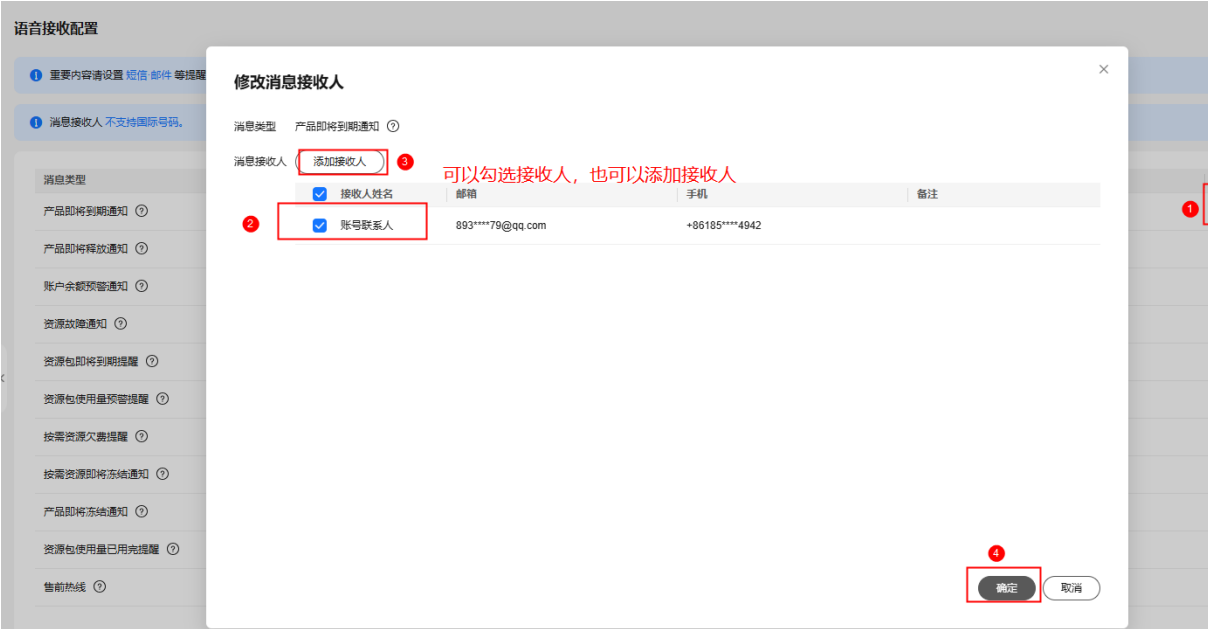 语音接收配置
重要内容请设置 短信 邮件 等提醒
消息接收人 不支持国际号码。
消息类型
产品即将到期通知
产品即将释放通知
账户余额预警通知
资源故障通知
资源包即将到期提醒
资源包使用量预警提醒
按需资源欠费提醒
按需资源即将冻结通知
产品即将冻结通知
资源包使用量已用完提醒
售前热线
1
修改消息接收人
消息类型 产品即将到期通知
消息接收人 添加接收人 3
可以勾选接收人，也可以添加接收人
接收人姓名 邮箱 手机 备注
2 账号联系人 893****79@qq.com +86185****4942
4
确定 取消